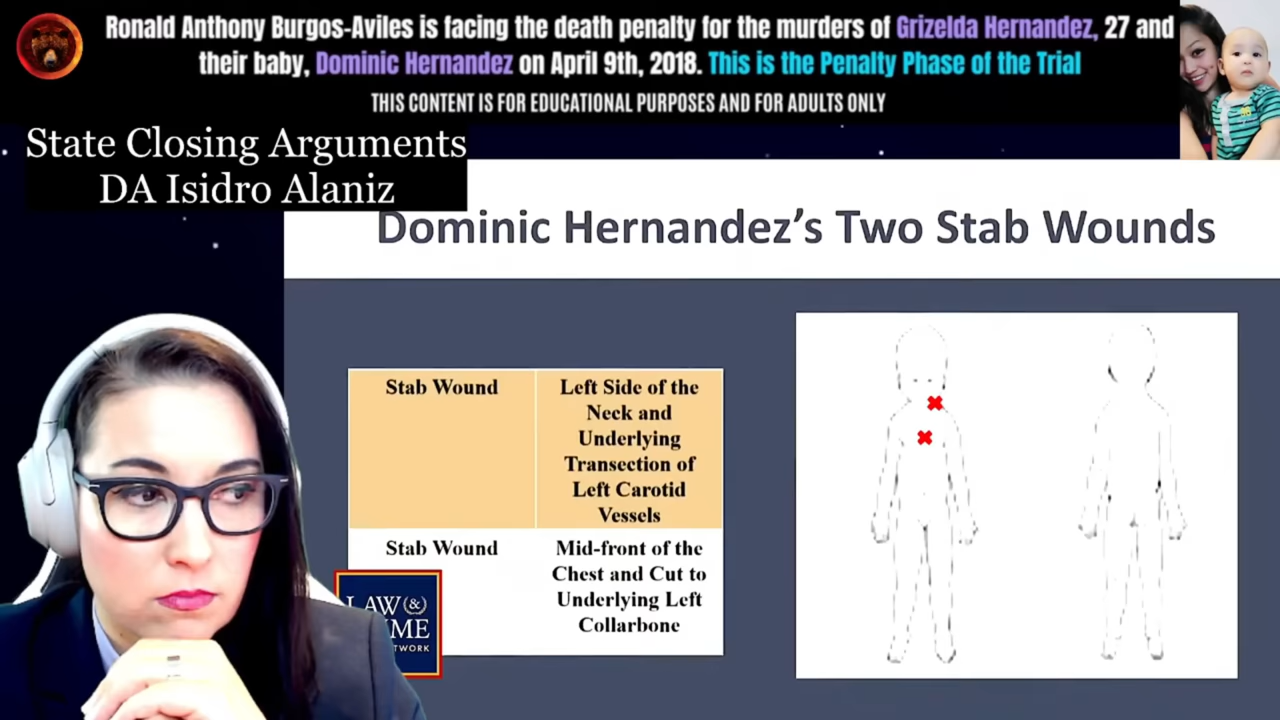 Ronald Anthony Burgos-Aviles is facing the death penalty for the murders of Grizelda Hernandez, 27 and
their baby, Dominic Hernandez on April 9th, 2018. This is the Penalty Phase of the Trial
THIS CONTENT IS FOR EDUCATIONAL PURPOSES AND FOR ADULTS ONLY
State Closing Arguments
DA Isidro Alaniz
Dominic Hernandez's Two Stab Wounds
Stab Wound
Left Side of the
Neck and
Underlying
Transection of
Left Carotid
Vessels
Stab Wound
Mid-front of the
Chest and Cut to
Underlying Left
Collarbone
LAW &